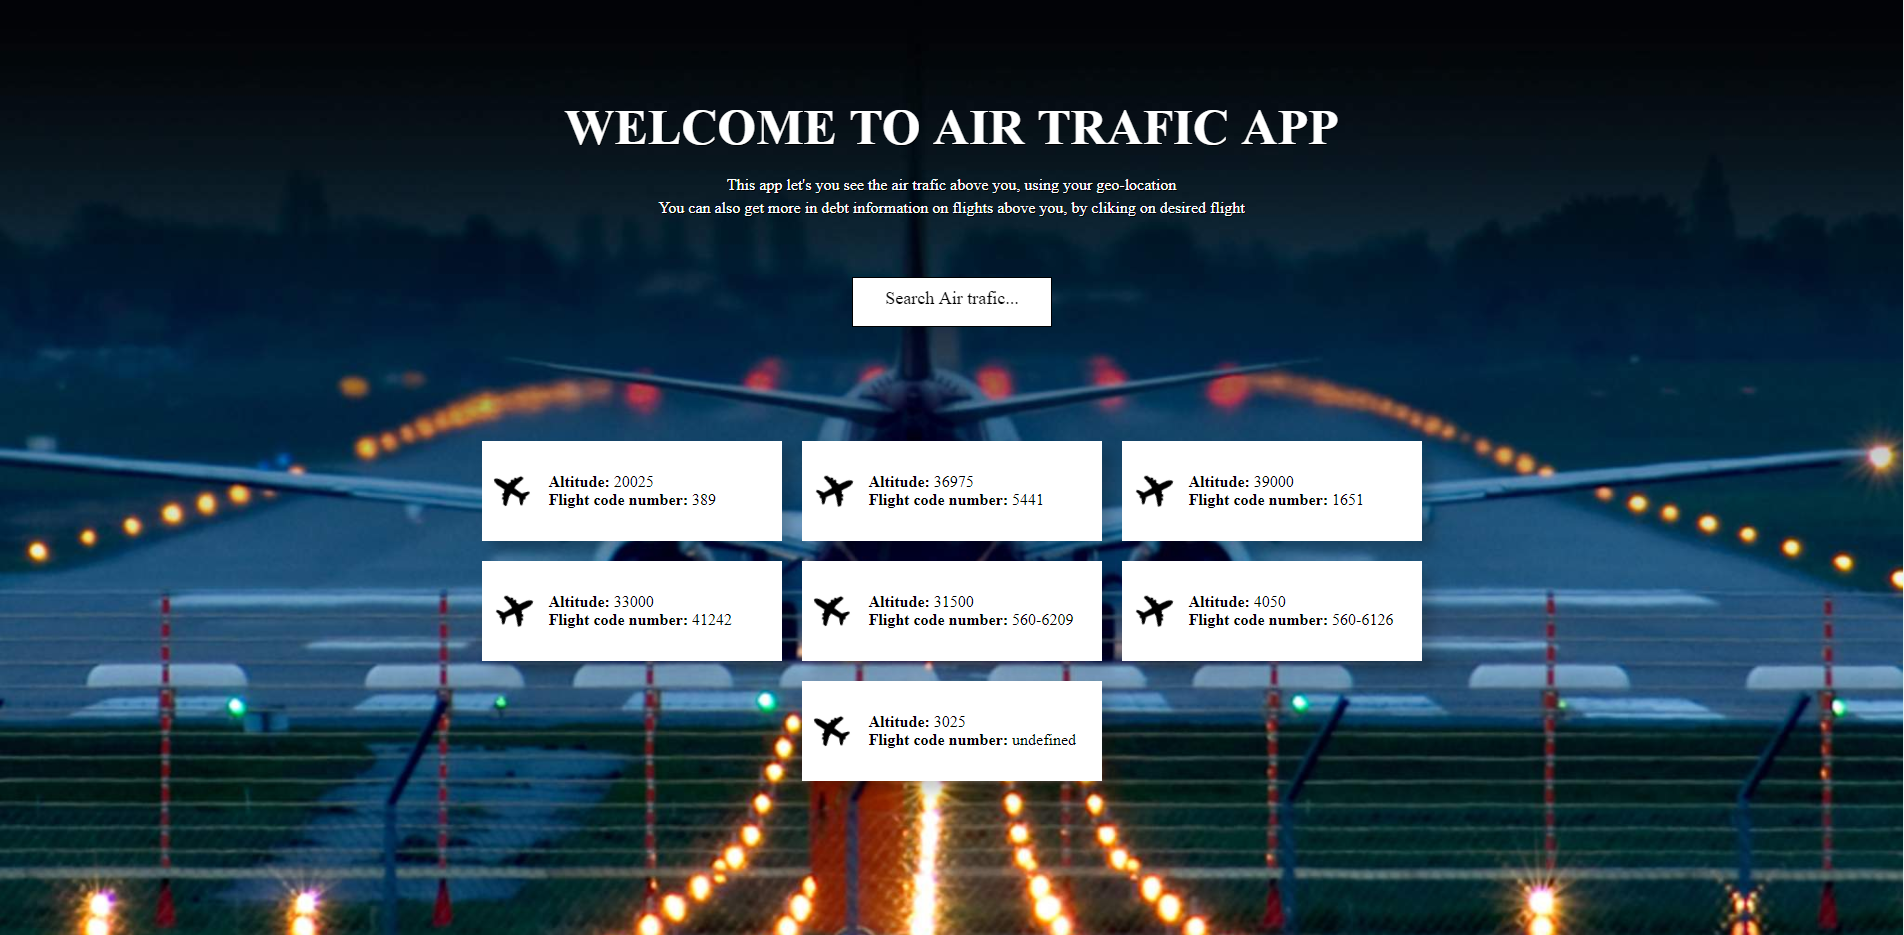 WELCOME TO AIR TRAFIC APP
This app let's you see the air trafic above you, using your geo-location
You can also get more in debt information on flights above you, by cliking on desired flight
Search Air trafic...
Altitude: 20025
Flight code number: 389
Altitude: 36975
Flight code number: 5441
Altitude: 39000
Flight code number: 1651
Altitude: 33000
Flight code number: 41242
Altitude: 31500
Flight code number: 560-6209
Altitude: 4050
Flight code number: 560-6126
Altitude: 3025
Flight code number: undefined